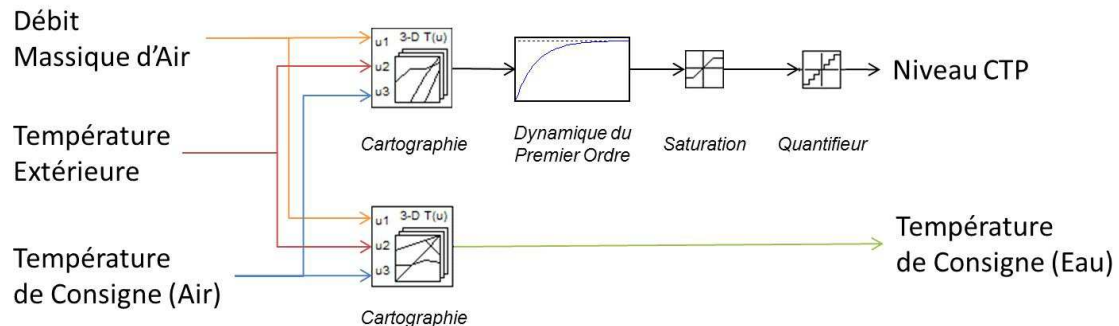 Débit
Massique d'Air
u1 3-D T(u)
u2
u3
Niveau CTP
Cartographie
Dynamique du
Premier Ordre
Saturation
Quantifieur
Température
Extérieure
u1 3-D T(u)
u2
u3
Température
de Consigne (Air)
Température
de Consigne (Eau)
Cartographie